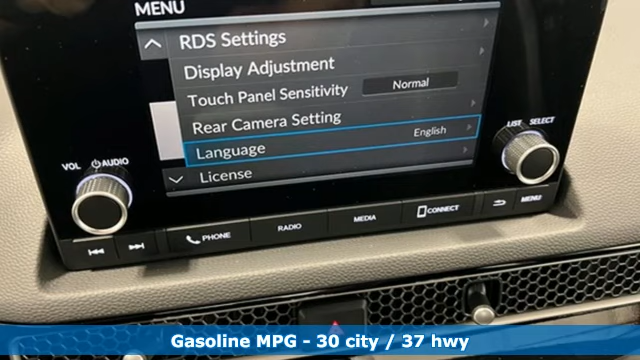 MENU
RDS Settings
Display Adjustment
Touch Panel Sensitivity Normal
Rear Camera Setting
Language English
License
VOL AUDIO
LIST SELECT
PHONE RADIO MEDIA CONNECT MENU
Gasoline MPG - 30 city / 37 hwy